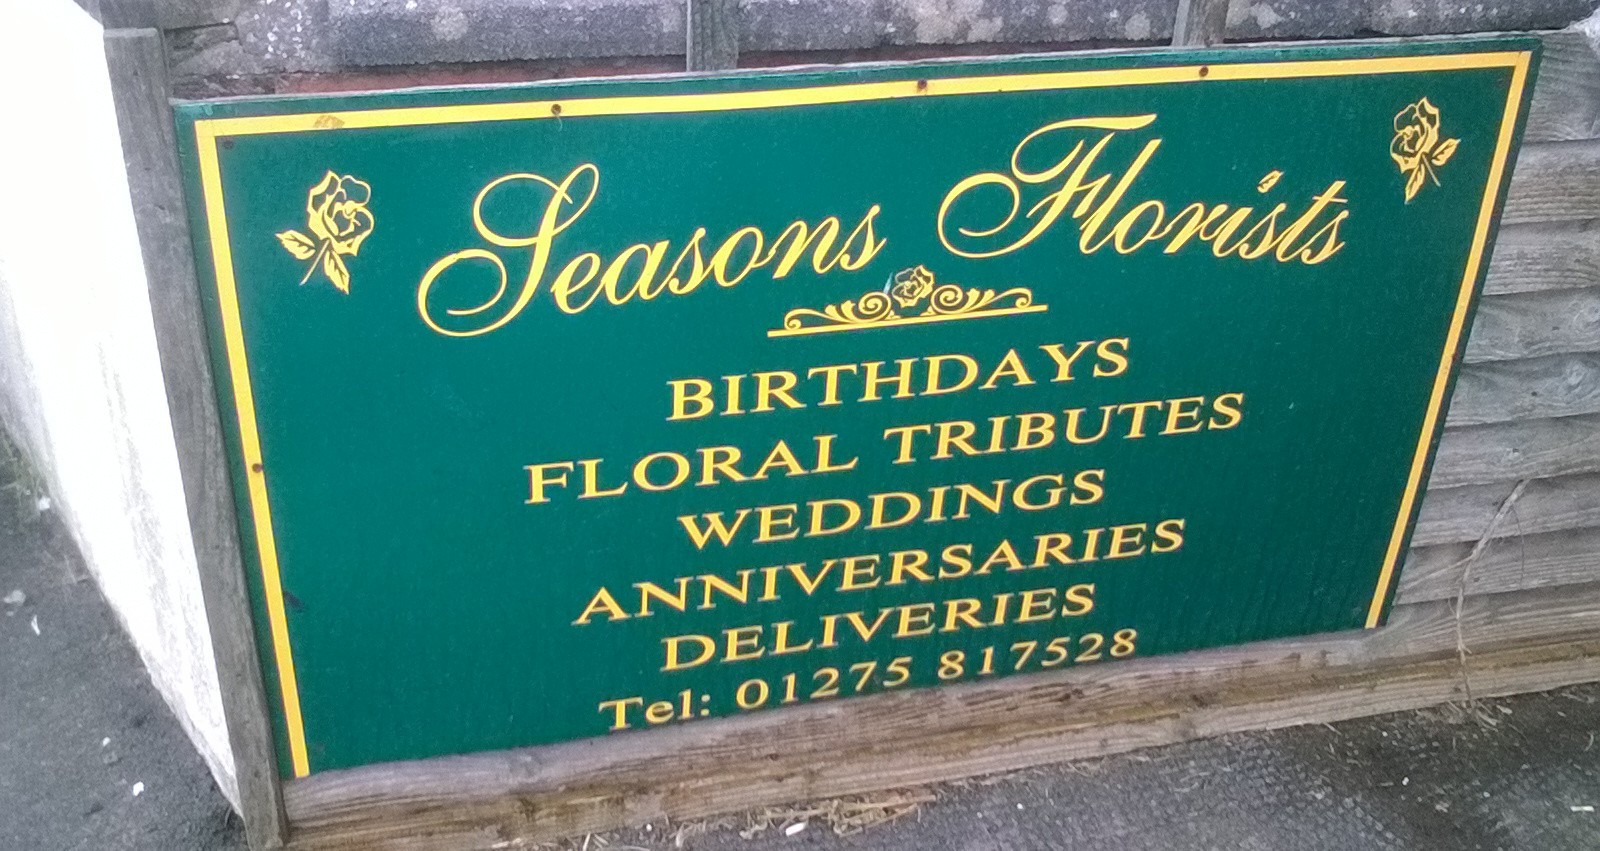 Seasons Florists
BIRTHDAYS
FLORAL TRIBUTES
WEDDINGS
ANNIVERSARIES
DELIVERIES
Tel: 01275 817528